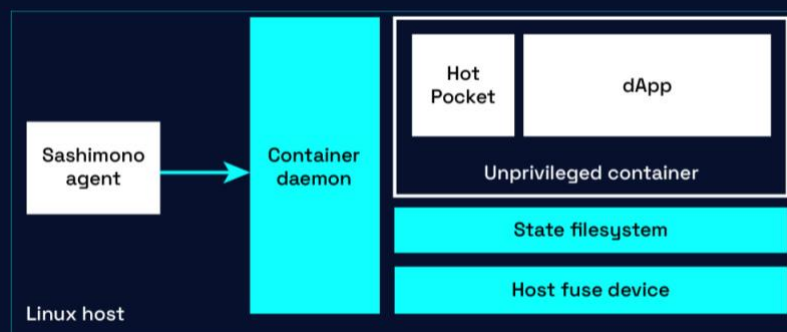 Sashimono
agent
Container
daemon
Hot
Pocket
dApp
Unprivileged container
State filesystem
Host fuse device
Linux host